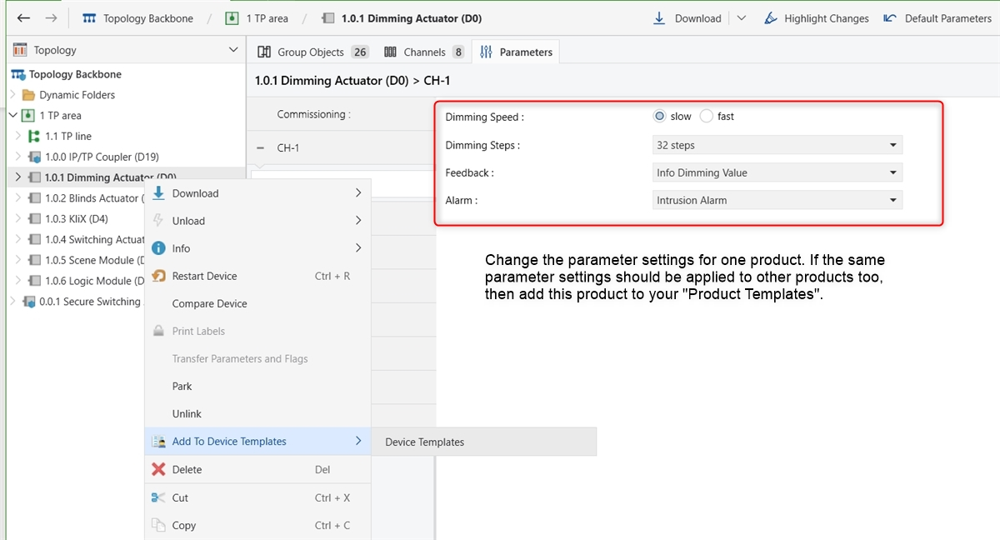 Topology Backbone / 1 TP area / 1.0.1 Dimming Actuator (D0) Download Highlight Changes Default Parameters
Topology
Group Objects 26 Channels 8 Parameters
Topology Backbone
1.0.1 Dimming Actuator (D0) > CH-1
Dynamic Folders
1 TP area
Commissioning :
Dimming Speed : slow fast
1.1 TP line
Dimming Steps : 32 steps
CH-1
1.0.0 IP/TP Coupler (D19)
Feedback : Info Dimming Value
1.0.1 Dimming Actuator (D0)
Alarm : Intrusion Alarm
1.0.2 Blinds Actuator (
1.0.3 KliX (D4)
1.0.4 Switching Actuat
1.0.5 Scene Module (D
1.0.6 Logic Module (D
0.0.1 Secure Switching
Download
Unload
Info
Restart Device Ctrl + R
Compare Device
Print Labels
Transfer Parameters and Flags
Park
Unlink
Add To Device Templates
Device Templates
Delete Del
Cut Ctrl + X
Copy Ctrl + C
Change the parameter settings for one product. If the same
parameter settings should be applied to other products too,
then add this product to your "Product Templates".